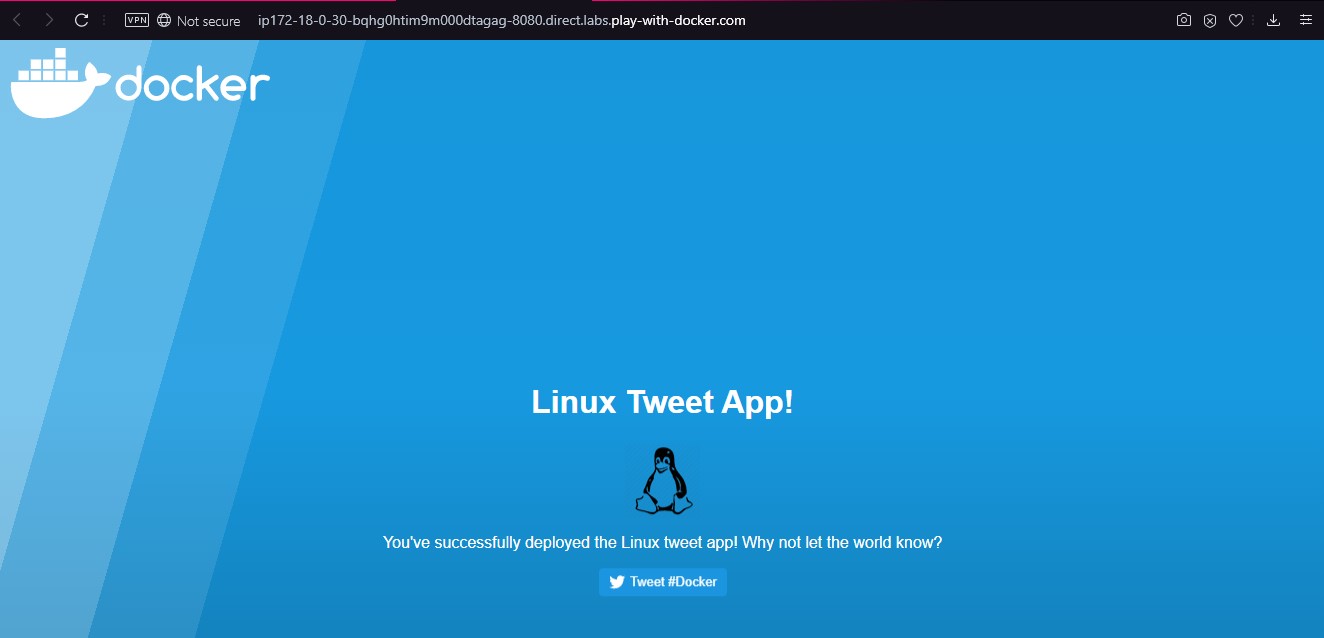 VPN Not secure ip172-18-0-30-bqhg0htim9m000dtagag-8080.direct.labs.play-with-docker.com
docker
Linux Tweet App!
You've successfully deployed the Linux tweet app! Why not let the world know?
Tweet #Docker